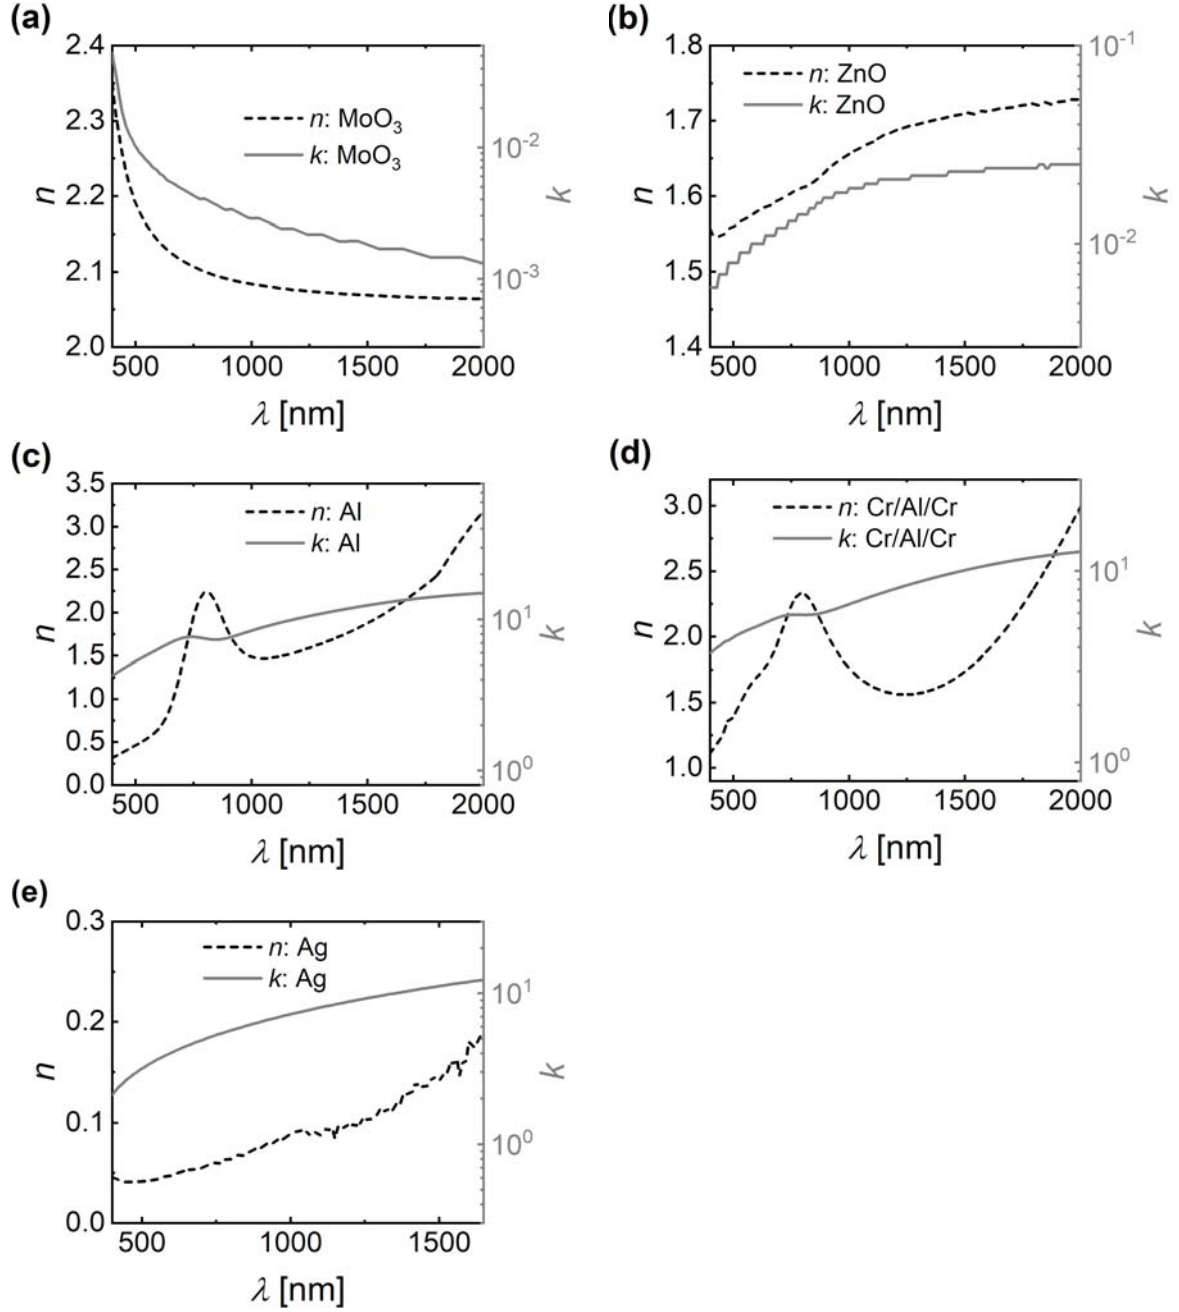 (a)
2.4
2.3
2.2
2.1
2.0
n
n: MoO₃
k: MoO₃
10⁻²
10⁻³
k
500 1000 1500 2000
λ [nm]
(b)
1.8
1.7
1.6
1.5
1.4
n
n: ZnO
k: ZnO
10⁻¹
10⁻²
k
500 1000 1500 2000
λ [nm]
(c)
3.5
3.0
2.5
2.0
1.5
1.0
0.5
0.0
n
n: Al
k: Al
10¹
10⁰
k
500 1000 1500 2000
λ [nm]
(d)
3.0
2.5
2.0
1.5
1.0
n
n: Cr/Al/Cr
k: Cr/Al/Cr
10¹
10⁰
k
500 1000 1500 2000
λ [nm]
(e)
0.3
0.2
0.1
0.0
n
n: Ag
k: Ag
10¹
10⁰
k
500 1000 1500
λ [nm]